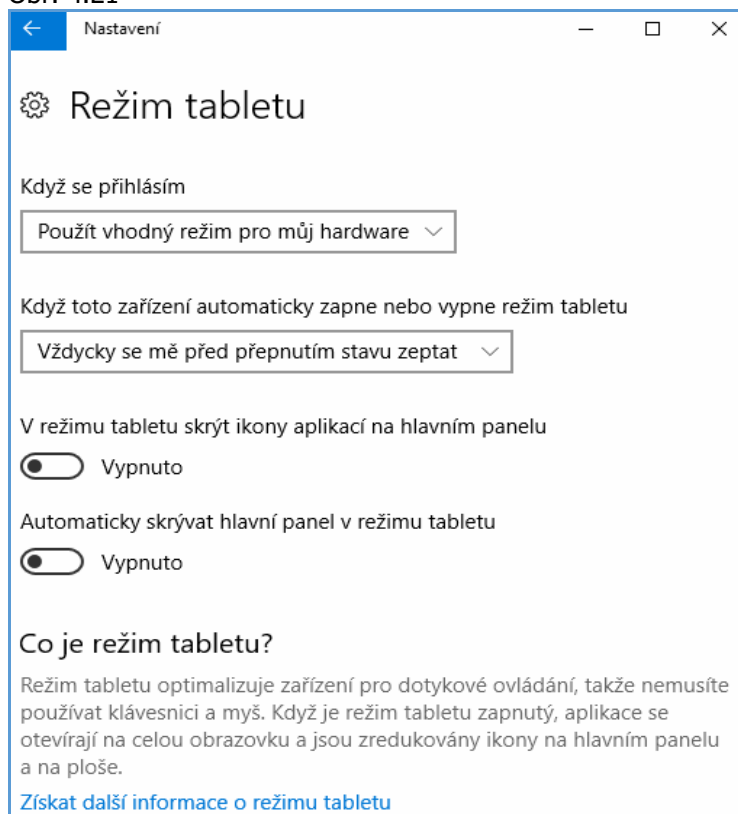 Obr. 4.21
Nastavení
Režim tabletu
Když se přihlásím
Použít vhodný režim pro můj hardware
Když toto zařízení automaticky zapne nebo vypne režim tabletu
Vždycky se mě před přepnutím stavu zeptat
V režimu tabletu skrýt ikony aplikací na hlavním panelu
Vypnuto
Automaticky skrývat hlavní panel v režimu tabletu
Vypnuto
Co je režim tabletu?
Režim tabletu optimalizuje zařízení pro dotykové ovládání, takže nemusíte
používat klávesnici a myš. Když je režim tabletu zapnutý, aplikace se
otevírají na celou obrazovku a jsou zredukovány ikony na hlavním panelu
a na ploše.
Získat další informace o režimu tabletu